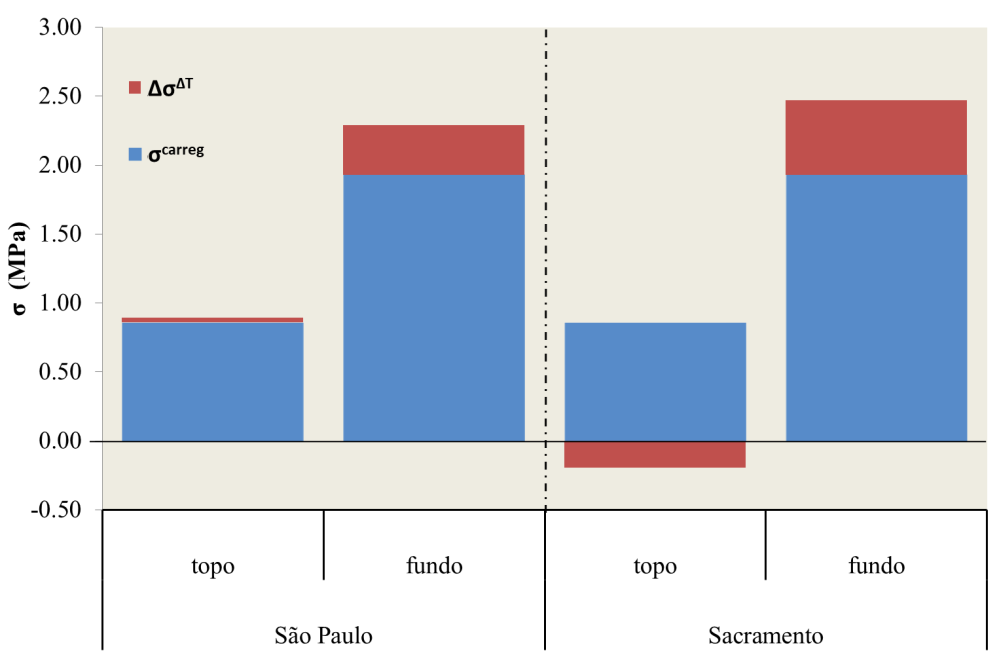 3.00
2.50
2.00
1.50
1.00
0.50
0.00
-0.50
σ (MPa)
Δσ^ΔT
σ^carreg
topo fundo topo fundo
São Paulo Sacramento